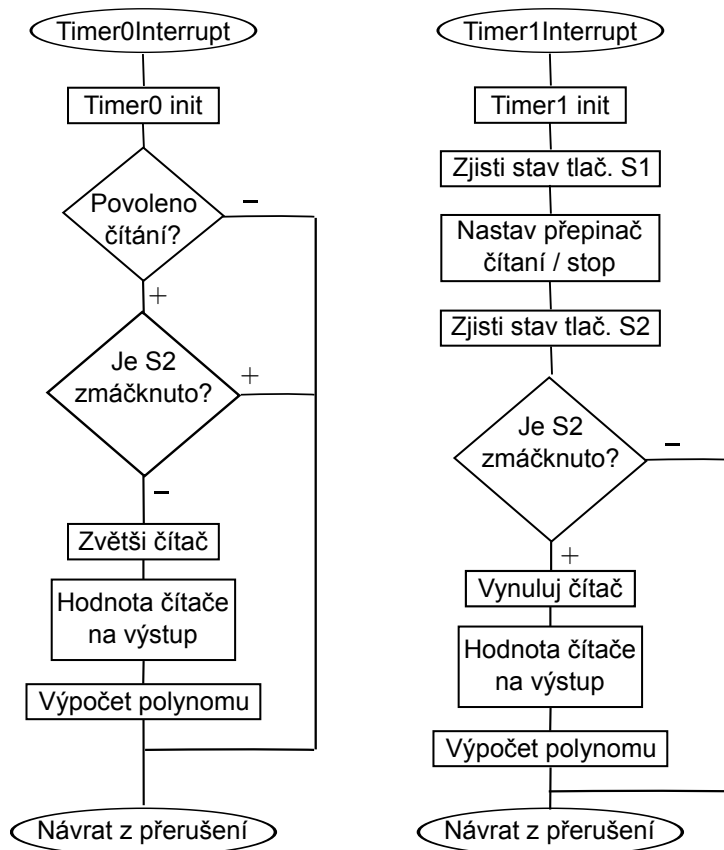 Timer0Interrupt
Timer0 init
Povoleno
čítání?
−
+
Je S2
zmáčknuto?
+
−
Zvětši čítač
Hodnota čítače
na výstup
Výpočet polynomu
Návrat z přerušení
Timer1Interrupt
Timer1 init
Zjisti stav tlač. S1
Nastav přepinač
čítaní / stop
Zjisti stav tlač. S2
Je S2
zmáčknuto?
−
+
Vynuluj čítač
Hodnota čítače
na výstup
Výpočet polynomu
Návrat z přerušení